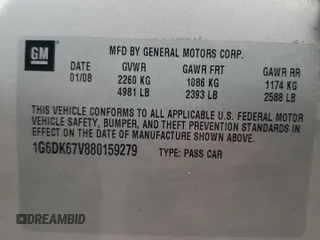 GM
MFD BY GENERAL MOTORS CORP.
DATE GVWR GAWR FRT GAWR RR
01/08 2260 KG 1086 KG 1174 KG
4981 LB 2393 LB 2588 LB
THIS VEHICLE CONFORMS TO ALL APPLICABLE U.S. FEDERAL MOTOR
VEHICLE SAFETY, BUMPER, AND THEFT PREVENTION STANDARDS IN
EFFECT ON THE DATE OF MANUFACTURE SHOWN ABOVE.
1G6DK67V880159279 TYPE: PASS CAR
DREAMBID